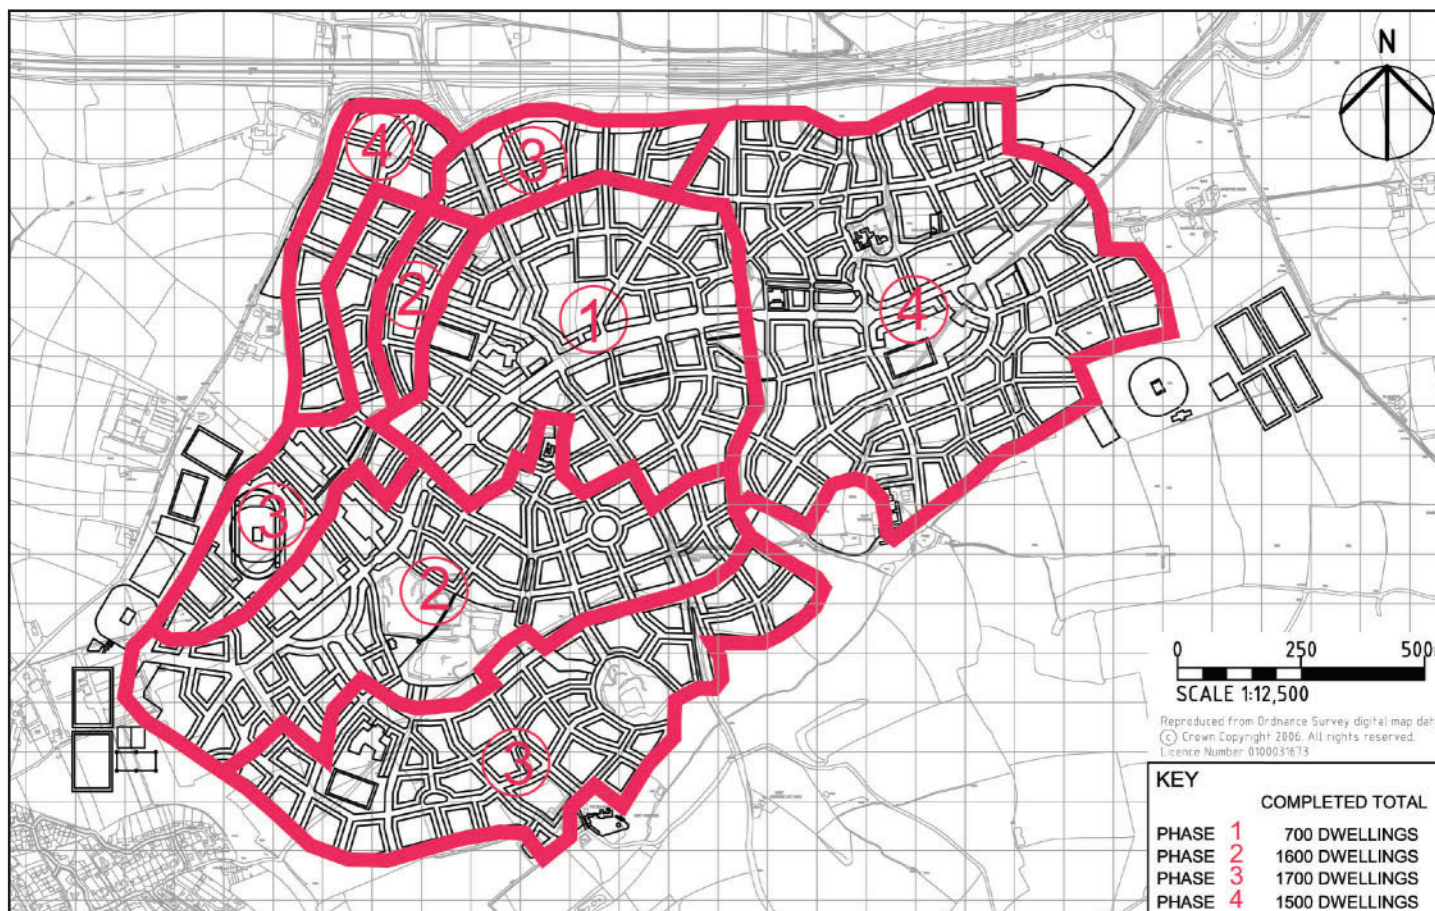 N
4
3
2
1
4
3
2
3
0 250 500
SCALE 1:12,500
Reproduced from Ordnance Survey digital map dat
© Crown Copyright 2006. All rights reserved.
Licence Number 0100031673
KEY
COMPLETED TOTAL
PHASE 1 700 DWELLINGS
PHASE 2 1600 DWELLINGS
PHASE 3 1700 DWELLINGS
PHASE 4 1500 DWELLINGS